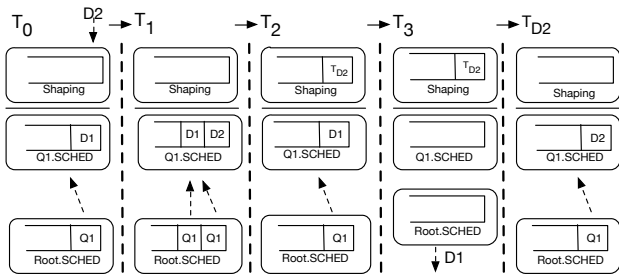 T0 D2 T1 T2 T3 TD2
TD2 TD2
Shaping Shaping Shaping Shaping Shaping
D1 D1 D2 D1 D2
Q1.SCHED Q1.SCHED Q1.SCHED Q1.SCHED Q1.SCHED
Q1 Q1 Q1 Q1 Q1
Root.SCHED Root.SCHED Root.SCHED Root.SCHED Root.SCHED
D1